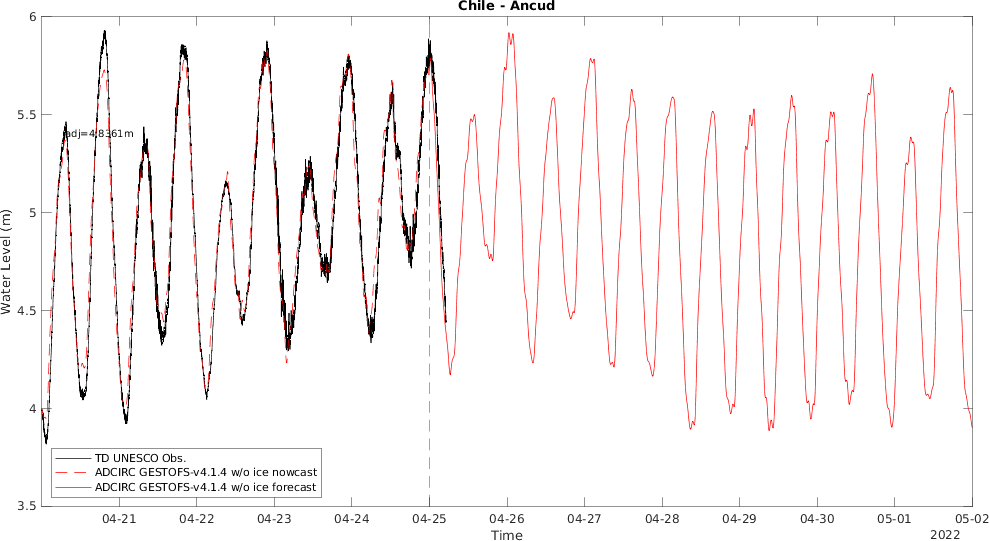 Chile - Ancud
6
5.5
5
4.5
4
3.5
Water Level (m)
adj=4.8361m
TD UNESCO Obs.
ADCIRC GESTOFS-v4.1.4 w/o ice nowcast
ADCIRC GESTOFS-v4.1.4 w/o ice forecast
04-21 04-22 04-23 04-24 04-25 04-26 04-27 04-28 04-29 04-30 05-01 05-02
Time
2022